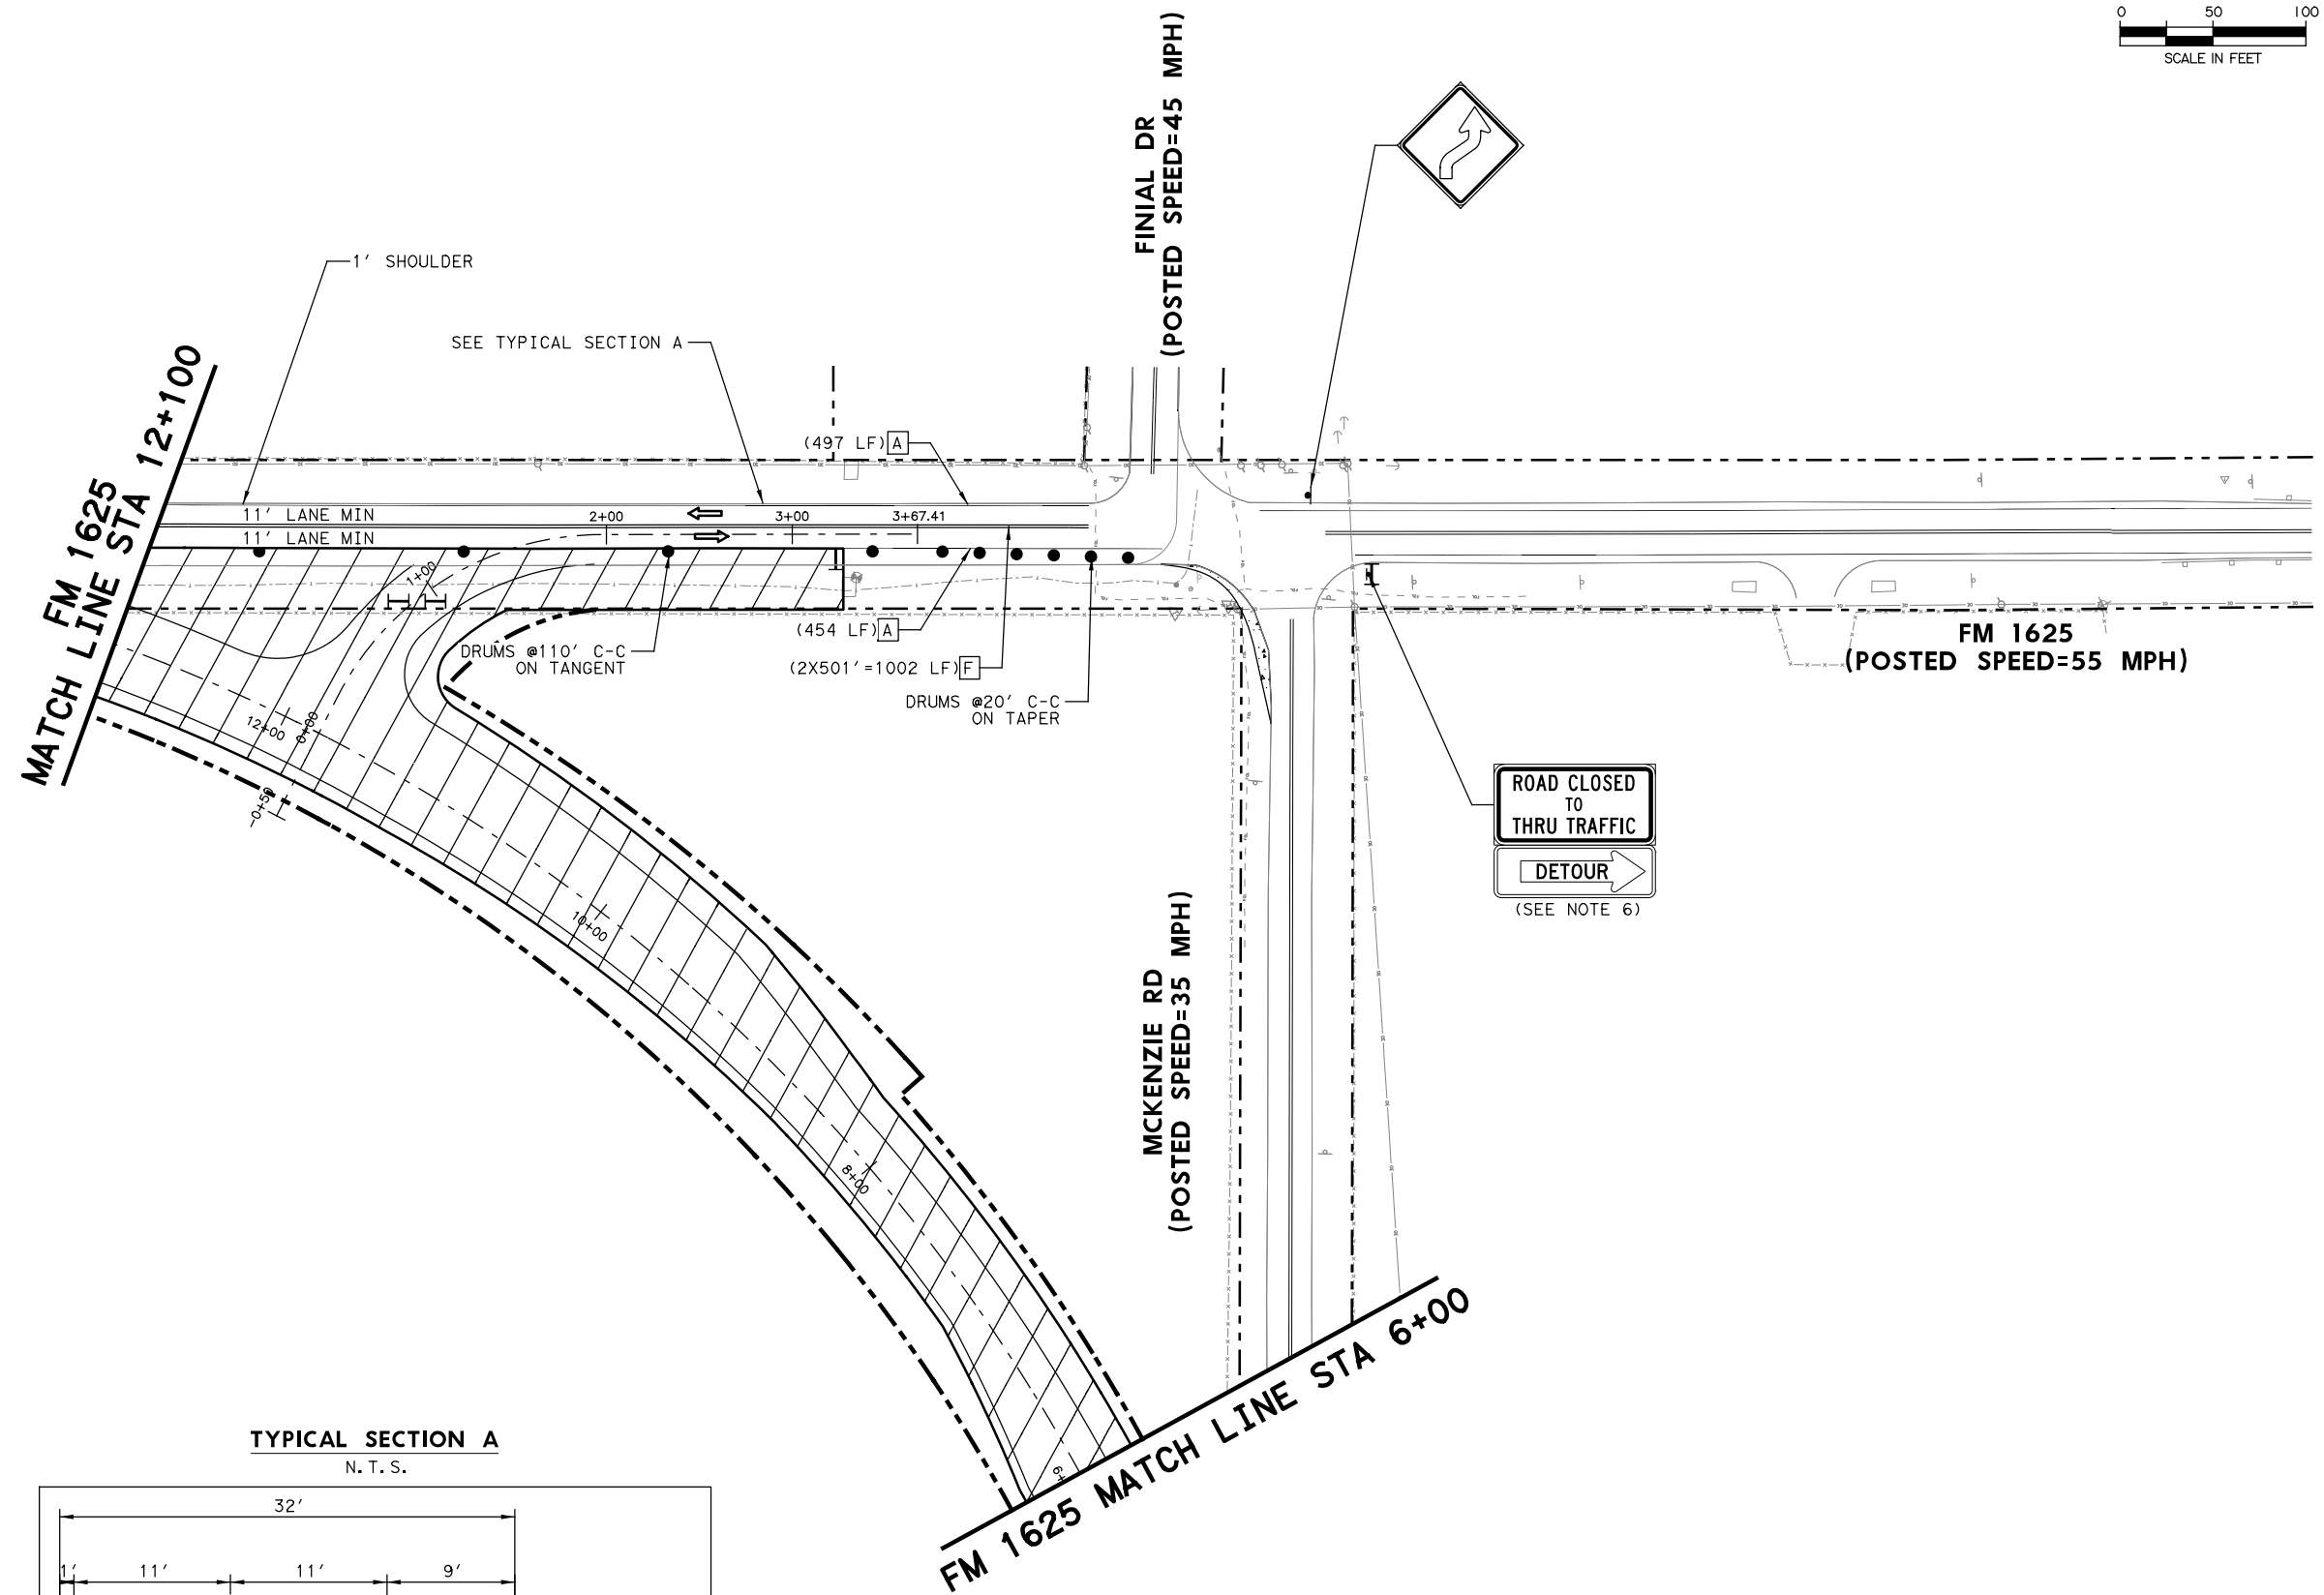 0 50 100
SCALE IN FEET
FINIAL DR
(POSTED SPEED=45 MPH)
1' SHOULDER
SEE TYPICAL SECTION A
(497 LF) A
FM 1625
MATCH LINE STA 12+100
11' LANE MIN
11' LANE MIN
2+00
3+00
3+67.41
1+00
(454 LF) A
DRUMS @110' C-C
ON TANGENT
(2X501'=1002 LF) F
DRUMS @20' C-C
ON TAPER
FM 1625
(POSTED SPEED=55 MPH)
12+00
0+00
-0+50
ROAD CLOSED
TO
THRU TRAFFIC
DETOUR
(SEE NOTE 6)
10+00
MCKENZIE RD
(POSTED SPEED=35 MPH)
8+00
6+
FM 1625 MATCH LINE STA 6+00
TYPICAL SECTION A
N.T.S.
32'
1' 11' 11' 9'